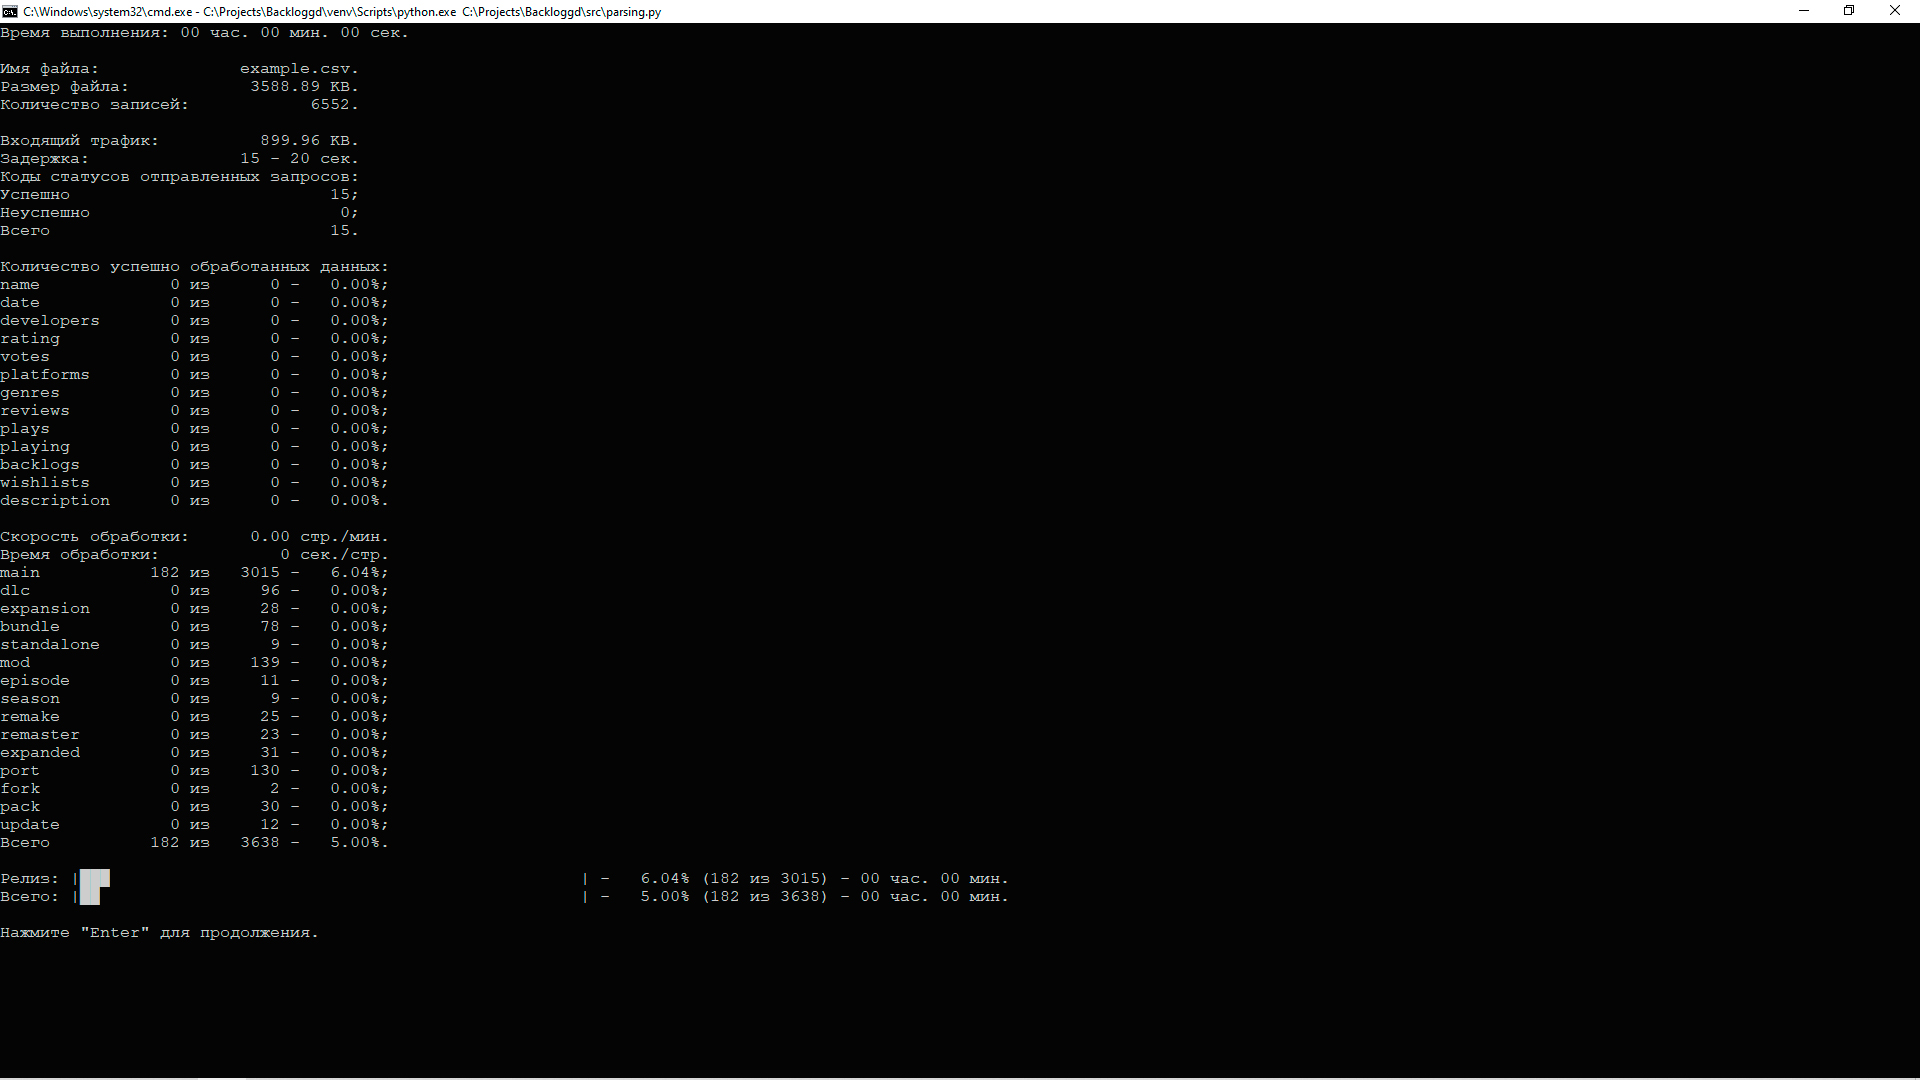 C:\Windows\system32\cmd.exe - C:\Projects\Backloggd\venv\Scripts\python.exe C:\Projects\Backloggd\src\parsing.py
Время выполнения: 00 час. 00 мин. 00 сек.
Имя файла: example.csv.
Размер файла: 3588.89 KB.
Количество записей: 6552.
Входящий трафик: 899.96 KB.
Задержка: 15 - 20 сек.
Коды статусов отправленных запросов:
Успешно 15;
Неуспешно 0;
Всего 15.
Количество успешно обработанных данных:
name 0 из 0 - 0.00%;
date 0 из 0 - 0.00%;
developers 0 из 0 - 0.00%;
rating 0 из 0 - 0.00%;
votes 0 из 0 - 0.00%;
platforms 0 из 0 - 0.00%;
genres 0 из 0 - 0.00%;
reviews 0 из 0 - 0.00%;
plays 0 из 0 - 0.00%;
playing 0 из 0 - 0.00%;
backlogs 0 из 0 - 0.00%;
wishlists 0 из 0 - 0.00%;
description 0 из 0 - 0.00%.
Скорость обработки: 0.00 стр./мин.
Время обработки: 0 сек./стр.
main 182 из 3015 - 6.04%;
dlc 0 из 96 - 0.00%;
expansion 0 из 28 - 0.00%;
bundle 0 из 78 - 0.00%;
standalone 0 из 9 - 0.00%;
mod 0 из 139 - 0.00%;
episode 0 из 11 - 0.00%;
season 0 из 9 - 0.00%;
remake 0 из 25 - 0.00%;
remaster 0 из 23 - 0.00%;
expanded 0 из 31 - 0.00%;
port 0 из 130 - 0.00%;
fork 0 из 2 - 0.00%;
pack 0 из 30 - 0.00%;
update 0 из 12 - 0.00%;
Всего 182 из 3638 - 5.00%.
Релиз: |███ | - 6.04% (182 из 3015) - 00 час. 00 мин.
Всего: |██ | - 5.00% (182 из 3638) - 00 час. 00 мин.
Нажмите "Enter" для продолжения.